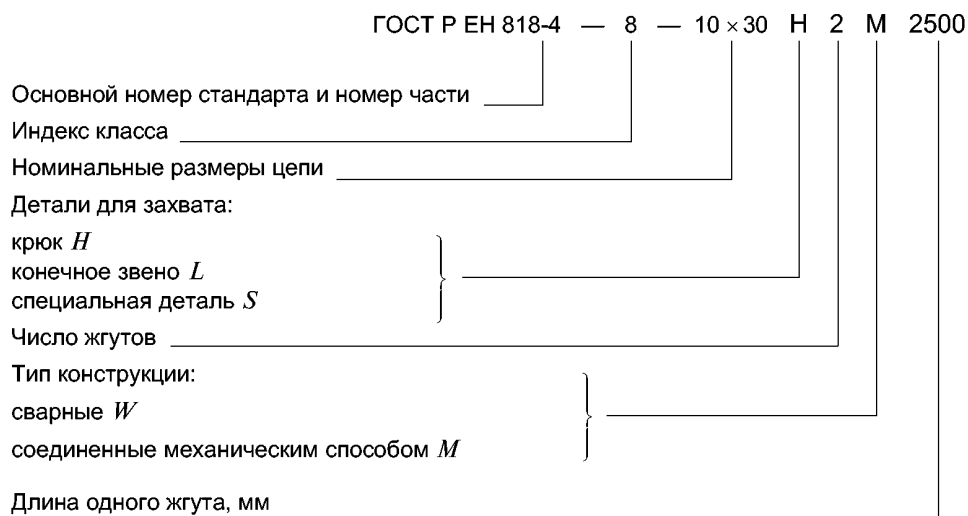 ГОСТ Р ЕН 818-4 — 8 — 10 × 30 Н 2 М 2500
Основной номер стандарта и номер части
Индекс класса
Номинальные размеры цепи
Детали для захвата:
крюк H
конечное звено L
специальная деталь S
Число жгутов
Тип конструкции:
сварные W
соединенные механическим способом M
Длина одного жгута, мм